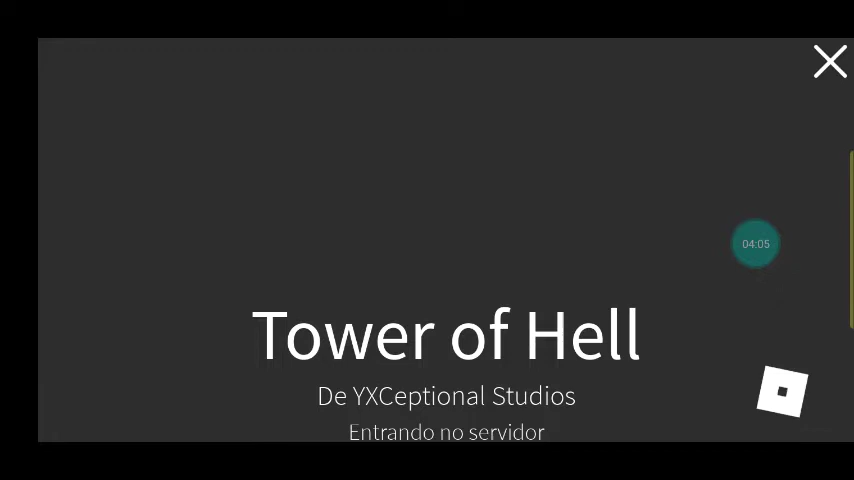 04:05
Tower of Hell
De YXCeptional Studios
Entrando no servidor